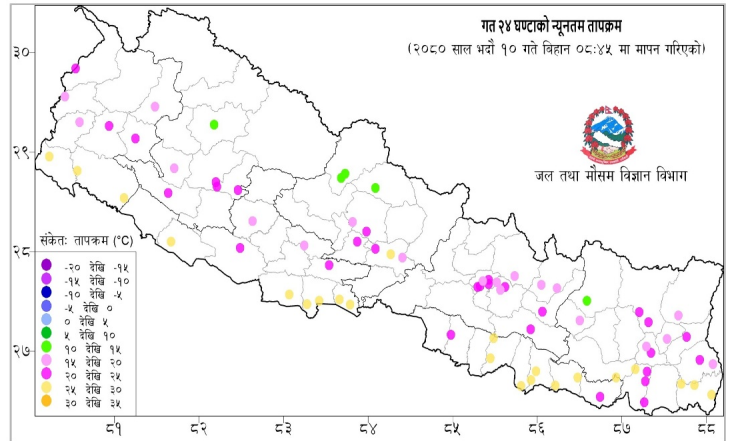 गत २४ घण्टाको न्यूनतम तापक्रम
(२०८० साल भदौ १० गते बिहान ०८:४५ मा मापन गरिएको)
३०
२९
जल तथा मौसम विज्ञान विभाग
२८
संकेतः तापक्रम (°C)
-२० देखि -१५
-१५ देखि -१०
-१० देखि -५
-५ देखि ०
० देखि ५
५ देखि १०
१० देखि १५
१५ देखि २०
२० देखि २५
२५ देखि ३०
३० देखि ३५
२७
८१ ८२ ८३ ८४ ८५ ८६ ८७ ८८